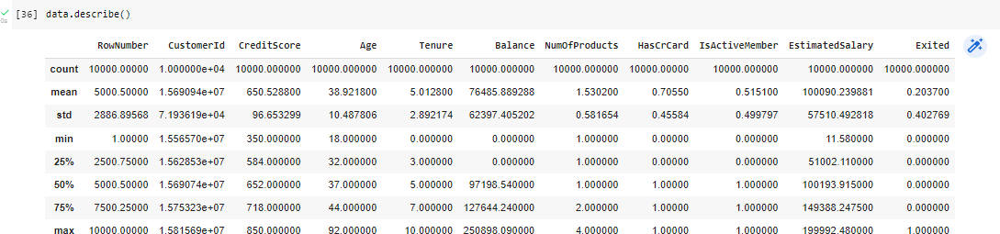 [36] data.describe()
0s
RowNumber CustomerId CreditScore Age Tenure Balance NumOfProducts HasCrCard IsActiveMember EstimatedSalary Exited
count 10000.00000 1.000000e+04 10000.000000 10000.000000 10000.000000 10000.000000 10000.000000 10000.00000 10000.000000 10000.000000 10000.000000
mean 5000.50000 1.569094e+07 650.528800 38.921800 5.012800 76485.889288 1.530200 0.70550 0.515100 100090.239881 0.203700
std 2886.89568 7.193619e+04 96.653299 10.487806 2.892174 62397.405202 0.581654 0.45584 0.499797 57510.492818 0.402769
min 1.00000 1.556570e+07 350.000000 18.000000 0.000000 0.000000 1.000000 0.00000 0.000000 11.580000 0.000000
25% 2500.75000 1.562853e+07 584.000000 32.000000 3.000000 0.000000 1.000000 0.00000 0.000000 51002.110000 0.000000
50% 5000.50000 1.569074e+07 652.000000 37.000000 5.000000 97198.540000 1.000000 1.00000 1.000000 100193.915000 0.000000
75% 7500.25000 1.575323e+07 718.000000 44.000000 7.000000 127644.240000 2.000000 1.00000 1.000000 149388.247500 0.000000
max 10000.00000 1.581569e+07 850.000000 92.000000 10.000000 250898.090000 4.000000 1.00000 1.000000 199992.480000 1.000000